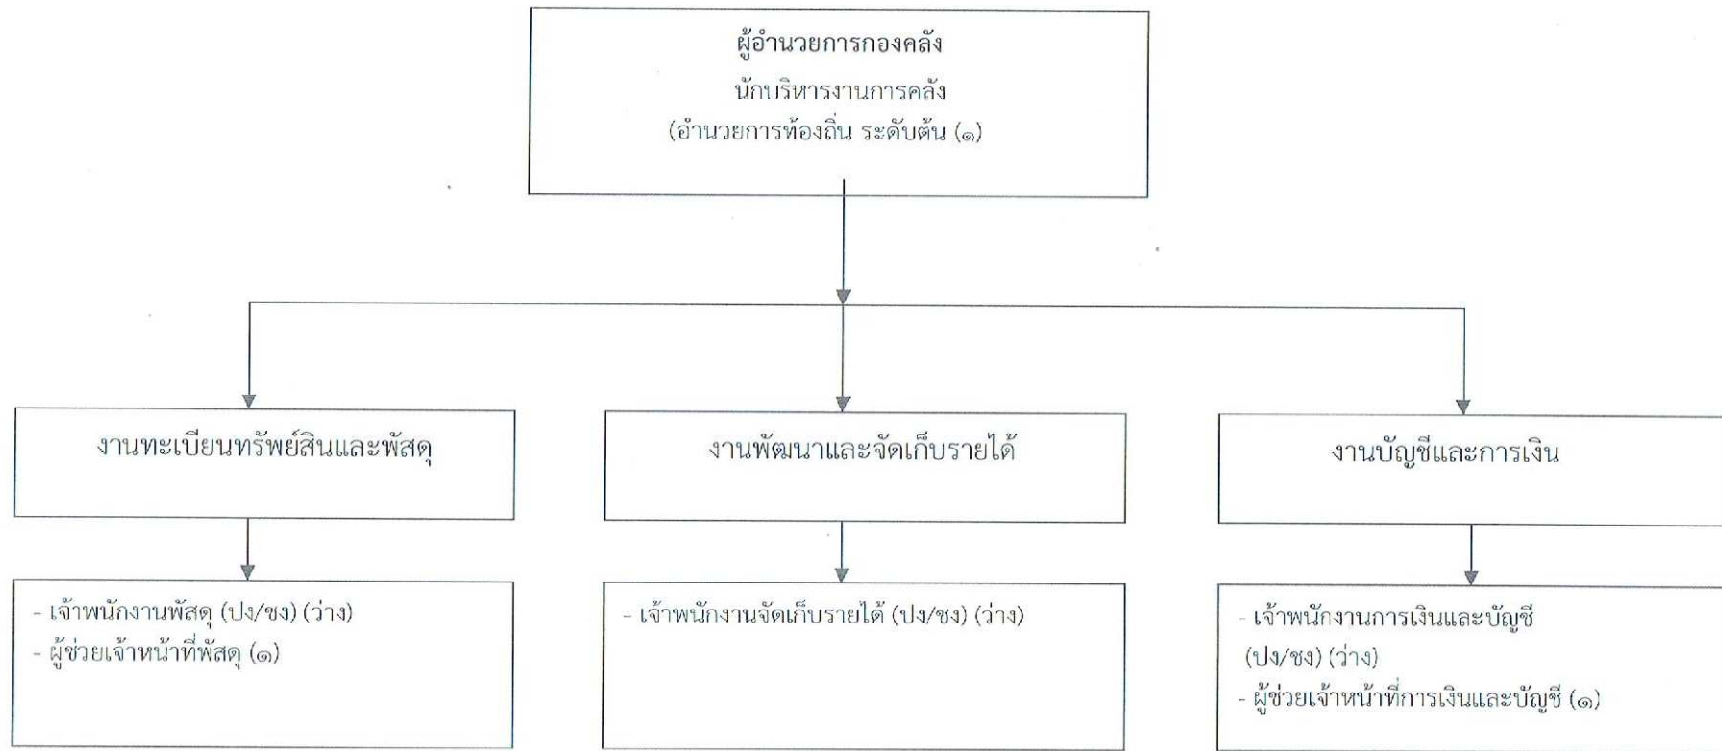 ผู้อำนวยการกองคลัง
นักบริหารงานการคลัง
(อำนวยการท้องถิ่น ระดับต้น (๑)
งานทะเบียนทรัพย์สินและพัสดุ
งานพัฒนาและจัดเก็บรายได้
งานบัญชีและการเงิน
- เจ้าพนักงานพัสดุ (ปง/ชง) (ว่าง)
- ผู้ช่วยเจ้าหน้าที่พัสดุ (๑)
- เจ้าพนักงานจัดเก็บรายได้ (ปง/ชง) (ว่าง)
- เจ้าพนักงานการเงินและบัญชี
(ปง/ชง) (ว่าง)
- ผู้ช่วยเจ้าหน้าที่การเงินและบัญชี (๑)